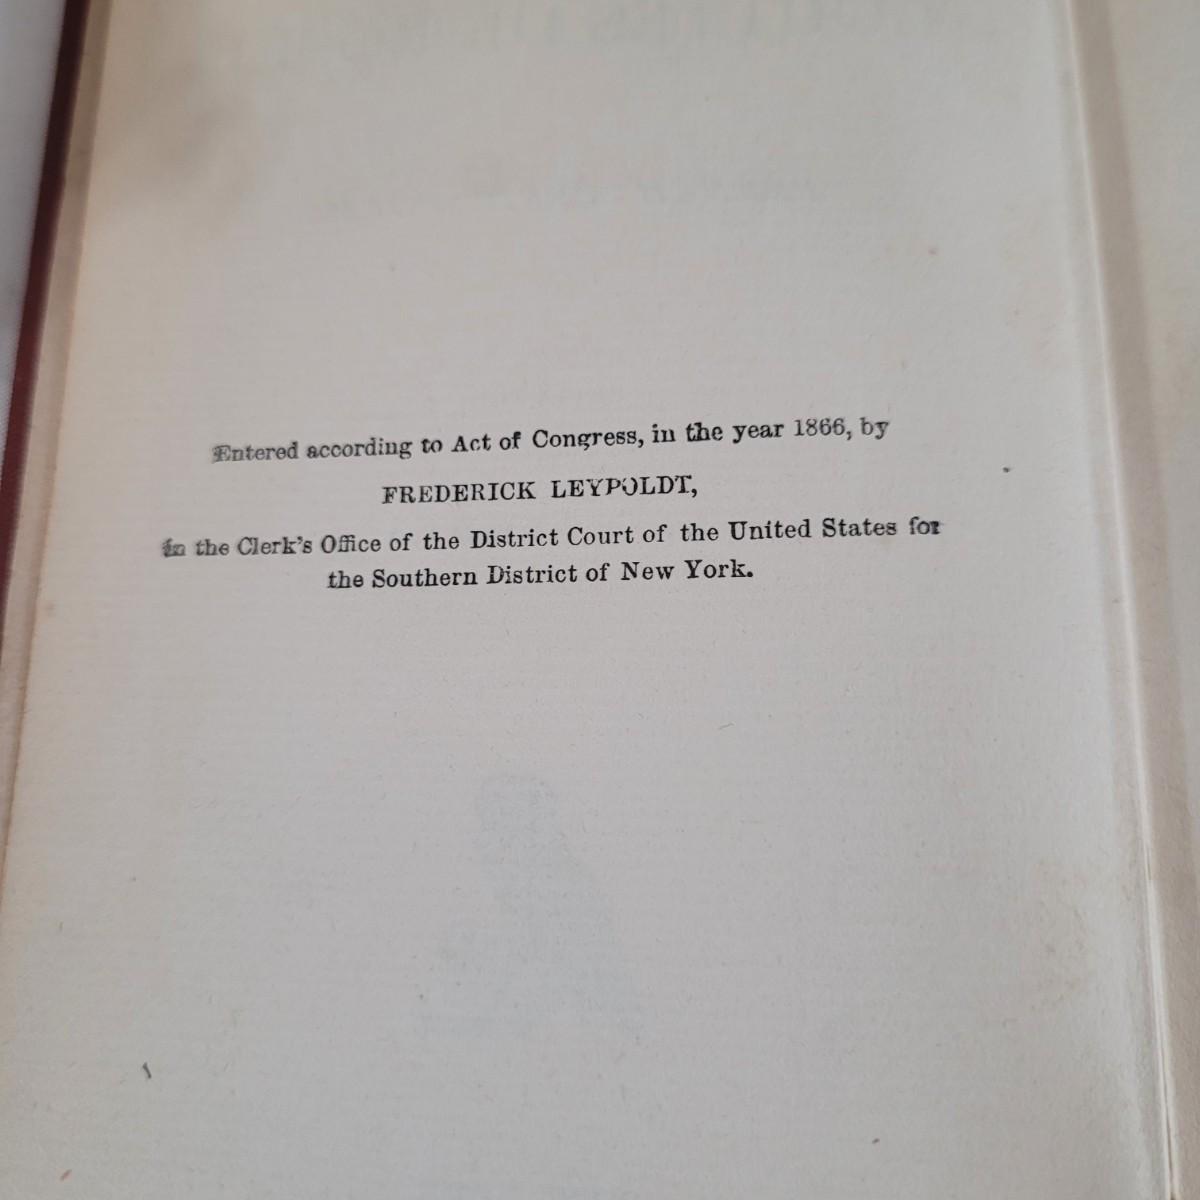 Entered according to Act of Congress, in the year 1866, by
FREDERICK LEYPOLDT,
in the Clerk's Office of the District Court of the United States for
the Southern District of New York.